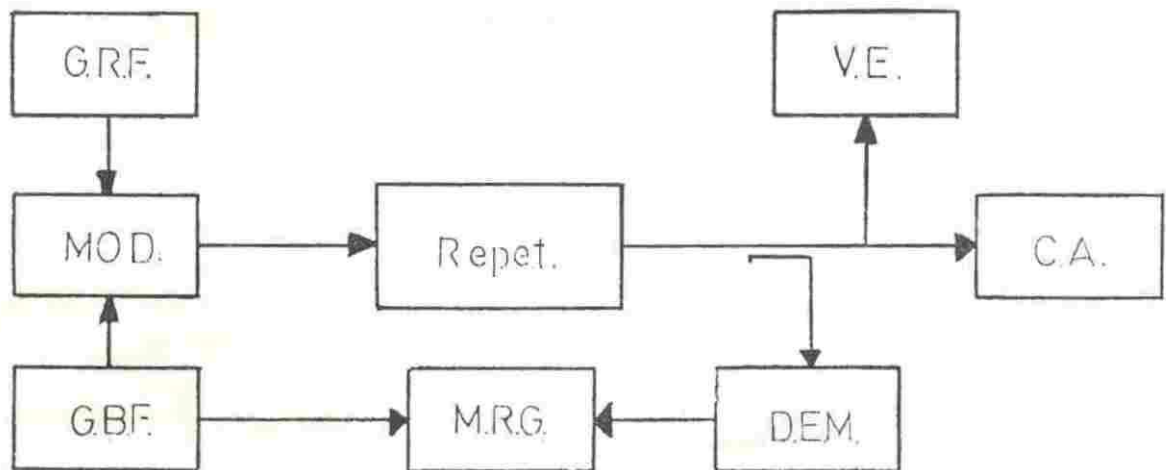 G.R.F.
V.E.
MOD.
Repet.
C.A.
G.B.F.
M.R.G.
D.E.M.